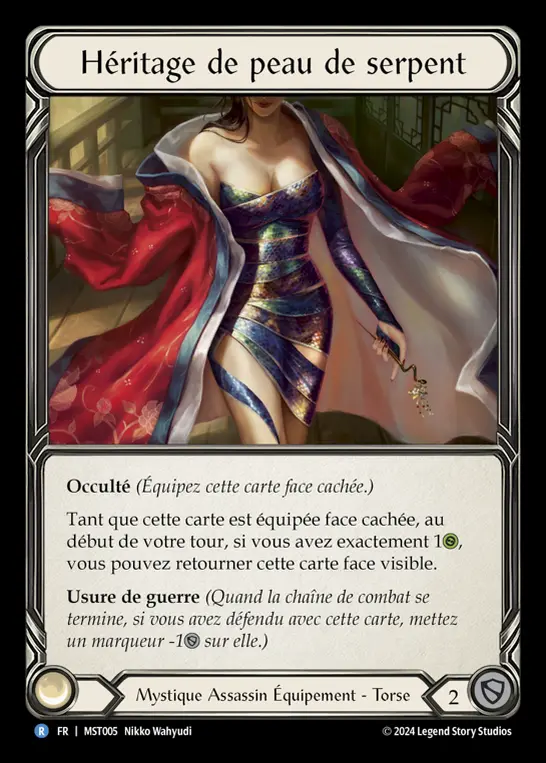 Héritage de peau de serpent
Occulté (Équipez cette carte face cachée.)
Tant que cette carte est équipée face cachée, au
début de votre tour, si vous avez exactement 1,
vous pouvez retourner cette carte face visible.
Usure de guerre (Quand la chaîne de combat se
termine, si vous avez défendu avec cette carte, mettez
un marqueur -1 sur elle.)
Mystique Assassin Équipement - Torse
2
R FR | MST005 Nikko Wahyudi
© 2024 Legend Story Studios